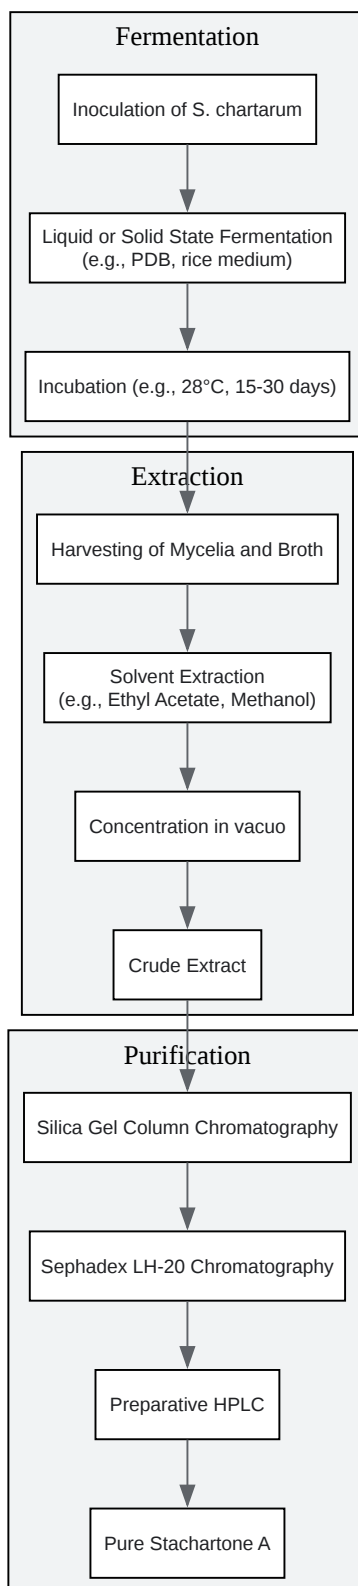 Fermentation
Inoculation of S. chartarum
Liquid or Solid State Fermentation
(e.g., PDB, rice medium)
Incubation (e.g., 28°C, 15-30 days)
Extraction
Harvesting of Mycelia and Broth
Solvent Extraction
(e.g., Ethyl Acetate, Methanol)
Concentration in vacuo
Crude Extract
Purification
Silica Gel Column Chromatography
Sephadex LH-20 Chromatography
Preparative HPLC
Pure Stachartone A